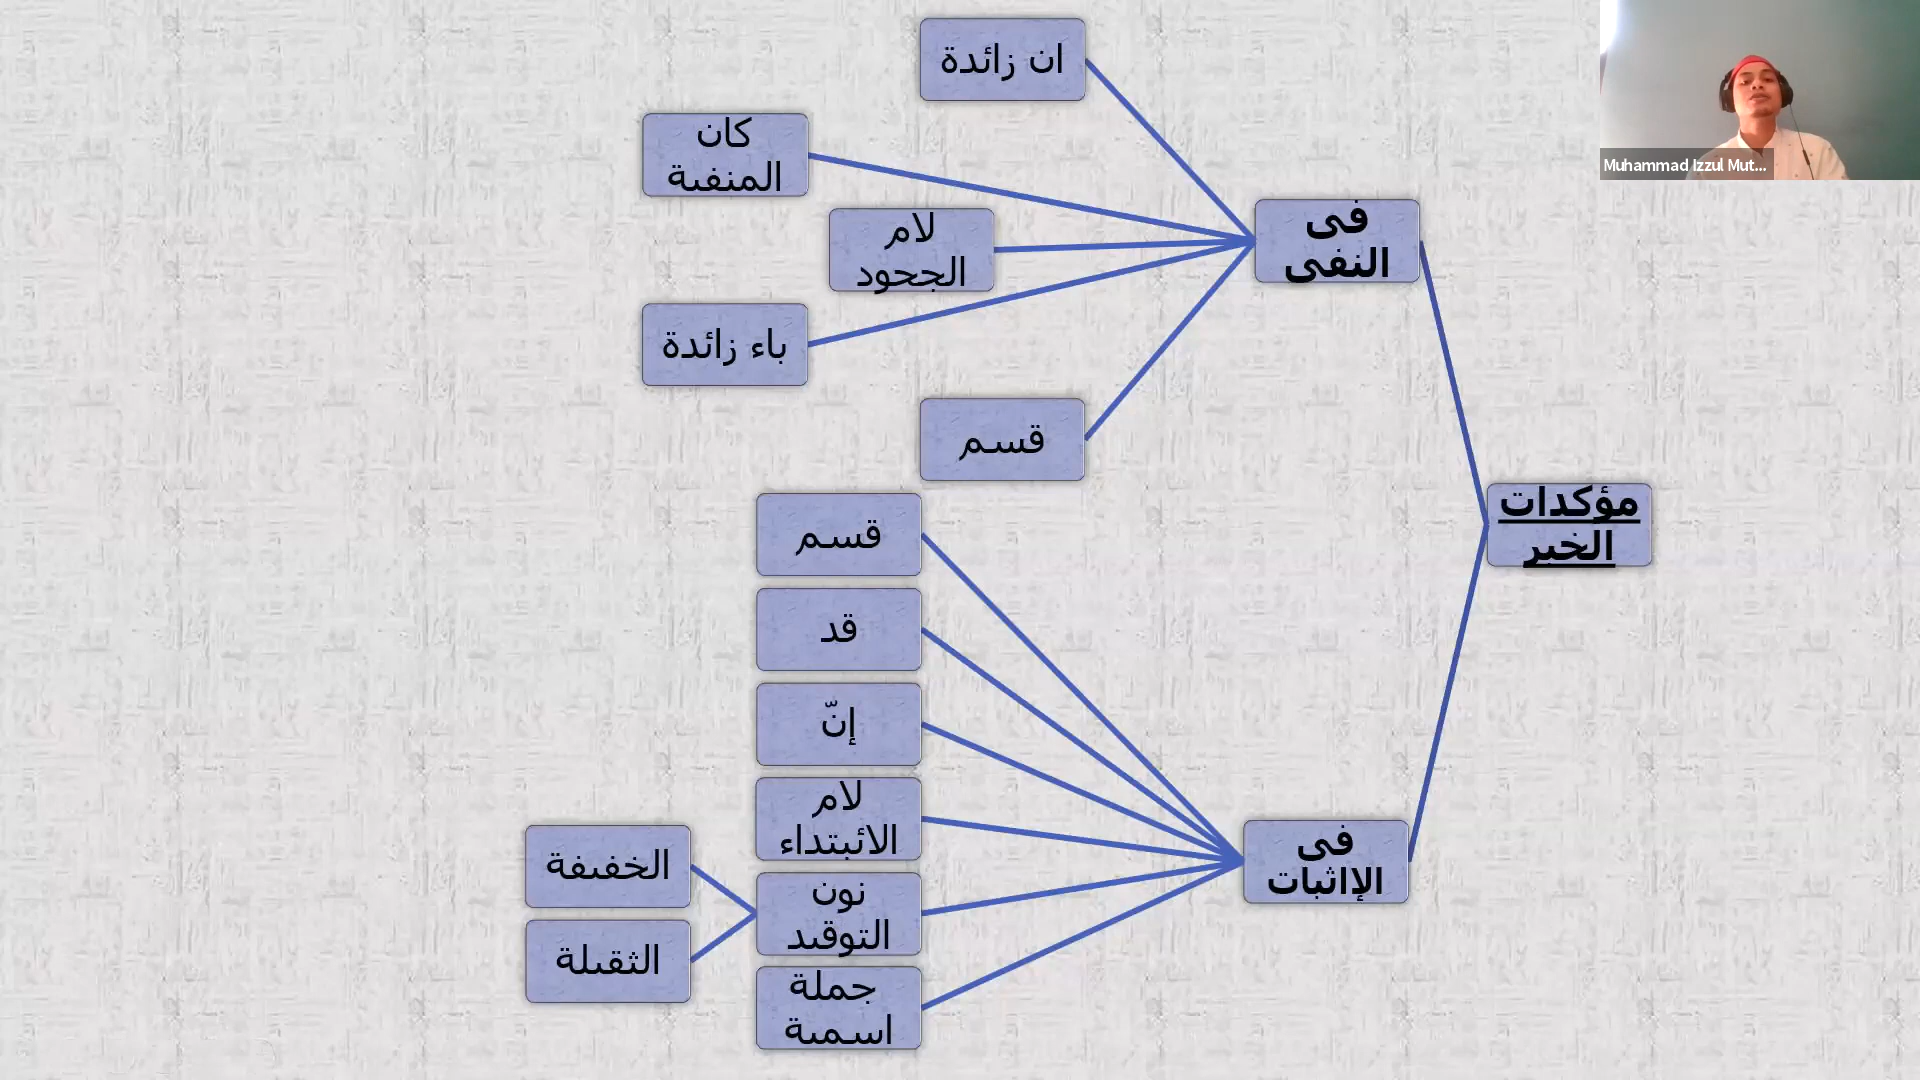 ان زائدة
كان
المنفية
لام
الجحود
باء زائدة
قسم
فى
النفى
مؤكدات
الخبر
قسم
قد
إنّ
لام
الائبتداء
نون
التوقيد
جملة
اسمية
الخفيفة
الثقيلة
فى
الإاثبات
Muhammad Izzul Mut...